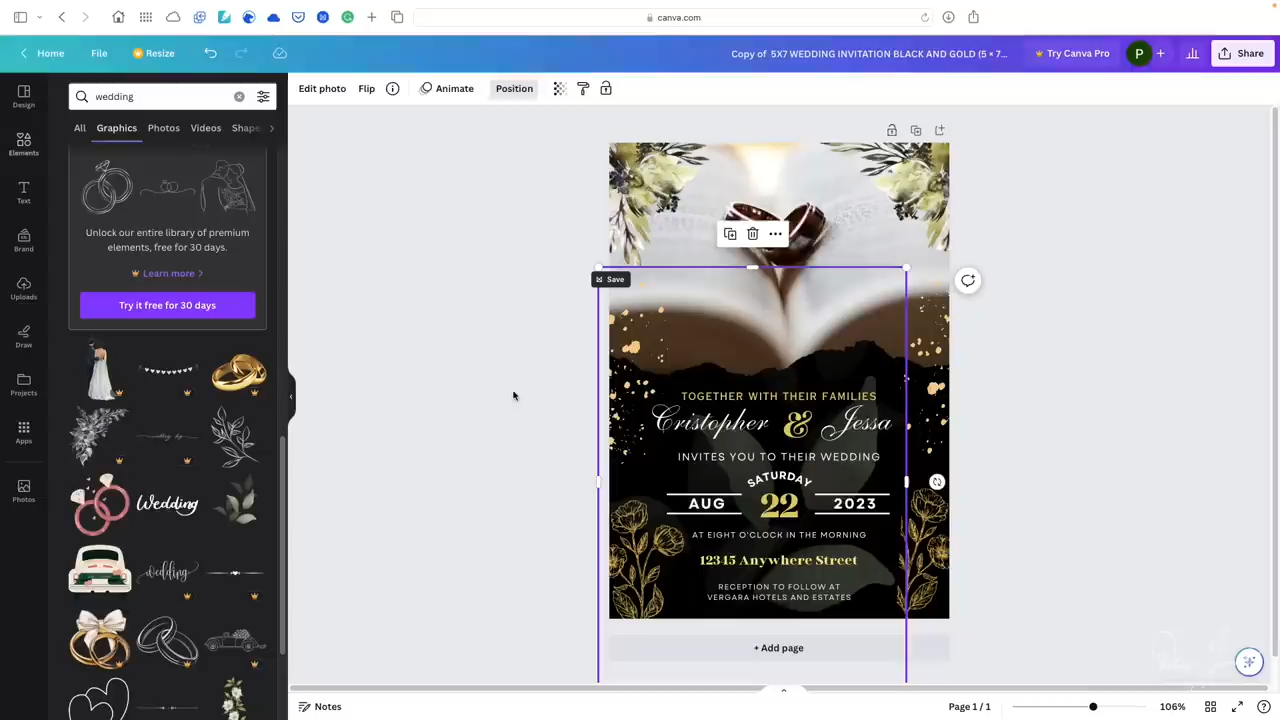 canva.com
Home
File
Resize
Copy of 5X7 WEDDING INVITATION BLACK AND GOLD (5 × 7...
Try Canva Pro
P
Share
Design
Elements
Text
Brand
Uploads
Draw
Projects
Apps
Photos
wedding
All
Graphics
Photos
Videos
Shape
Unlock our entire library of premium
elements, free for 30 days.
Learn more
Try it free for 30 days
Wedding
wedding
Edit photo
Flip
Animate
Position
Save
TOGETHER WITH THEIR FAMILIES
Cristopher & Jessa
INVITES YOU TO THEIR WEDDING
SATURDAY
AUG 22 2023
AT EIGHT O'CLOCK IN THE MORNING
12345 Anywhere Street
RECEPTION TO FOLLOW AT
VERGARA HOTELS AND ESTATES
+ Add page
Notes
Page 1 / 1
106%